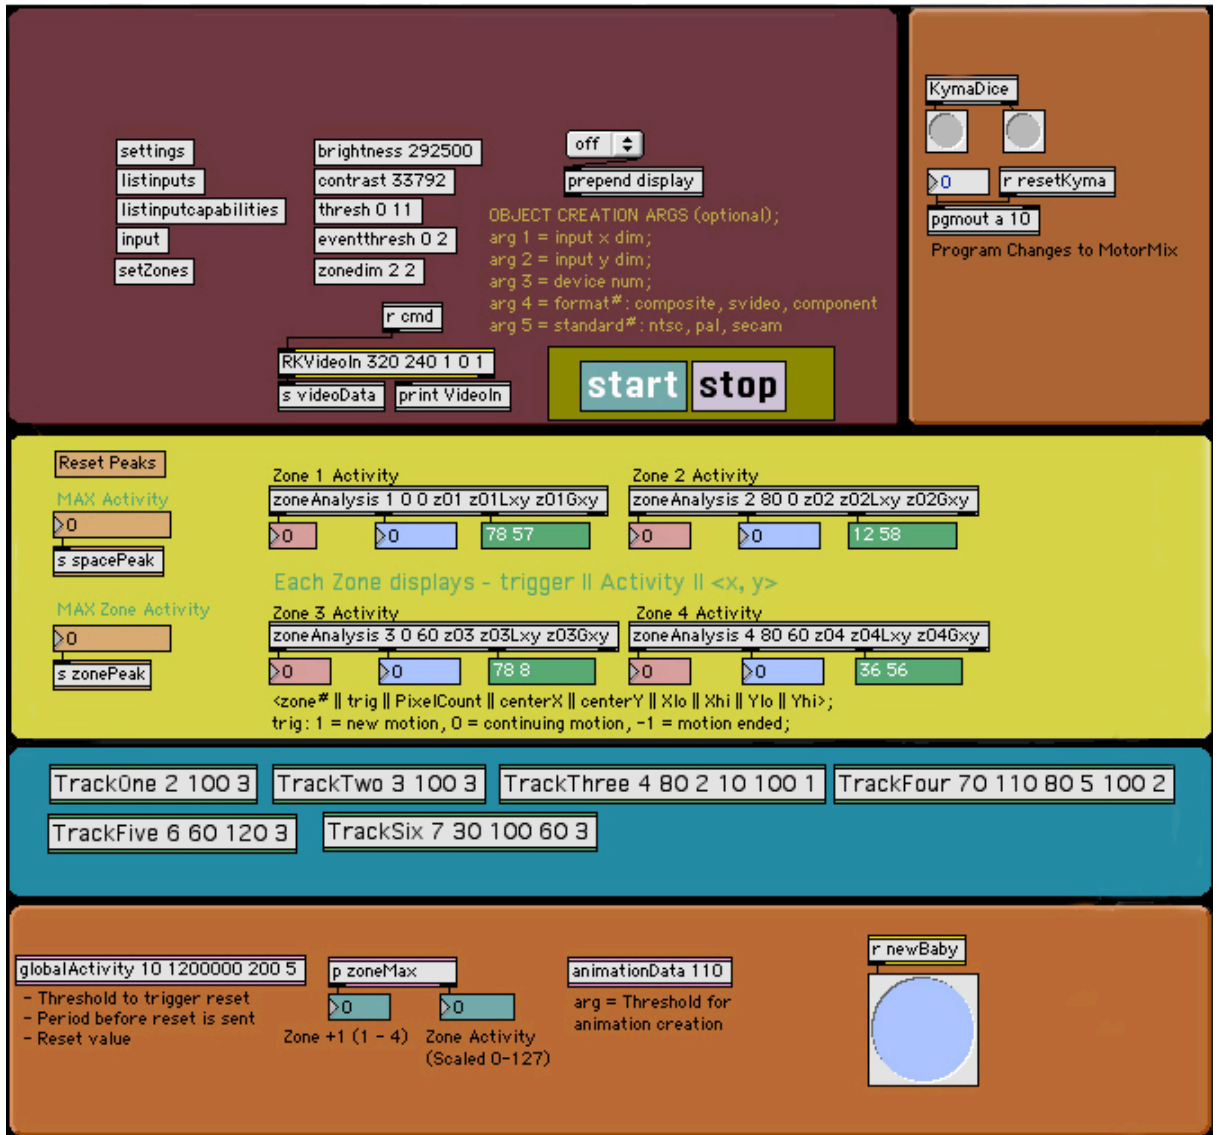 settings
listinputs
listinputcapabilities
input
setZones
brightness 292500
contrast 33792
thresh 0 11
eventthresh 0 2
zonedim 2 2
off
prepend display
OBJECT CREATION ARGS (optional);
arg 1 = input x dim;
arg 2 = input y dim;
arg 3 = device num;
arg 4 = format#: composite, svideo, component
arg 5 = standard#: ntsc, pal, secam
r cmd
RKVideoIn 320 240 1 0 1
s videoData
print VideoIn
start
stop
KymaDice
0
r resetKyma
pgmout a 10
Program Changes to MotorMix
Reset Peaks
MAX Activity
0
s spacePeak
MAX Zone Activity
0
s zonePeak
Zone 1 Activity
zoneAnalysis 1 0 0 z01 z01Lxy z01Gxy
0
0
78 57
Zone 2 Activity
zoneAnalysis 2 80 0 z02 z02Lxy z02Gxy
0
0
12 58
Each Zone displays - trigger || Activity || <x, y>
Zone 3 Activity
zoneAnalysis 3 0 60 z03 z03Lxy z03Gxy
0
0
78 8
Zone 4 Activity
zoneAnalysis 4 80 60 z04 z04Lxy z04Gxy
0
0
36 56
<zone# || trig || PixelCount || centerX || centerY || Xlo || Xhi || Ylo || Yhi>;
trig: 1 = new motion, 0 = continuing motion, -1 = motion ended;
TrackOne 2 100 3
TrackTwo 3 100 3
TrackThree 4 80 2 10 100 1
TrackFour 70 110 80 5 100 2
TrackFive 6 60 120 3
TrackSix 7 30 100 60 3
globalActivity 10 1200000 200 5
- Threshold to trigger reset
- Period before reset is sent
- Reset value
p zoneMax
0
0
Zone +1 (1 - 4)
Zone Activity
(Scaled 0-127)
animationData 110
arg = Threshold for
animation creation
r newBaby